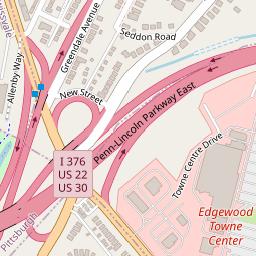 issvale
Greendale Avenue
Seddon Road
Allenby Way
New Street
Penn-Lincoln Parkway East
I 376
US 22
US 30
Towne Centre Drive
Edgewood
Towne
Center
Pittsburgh